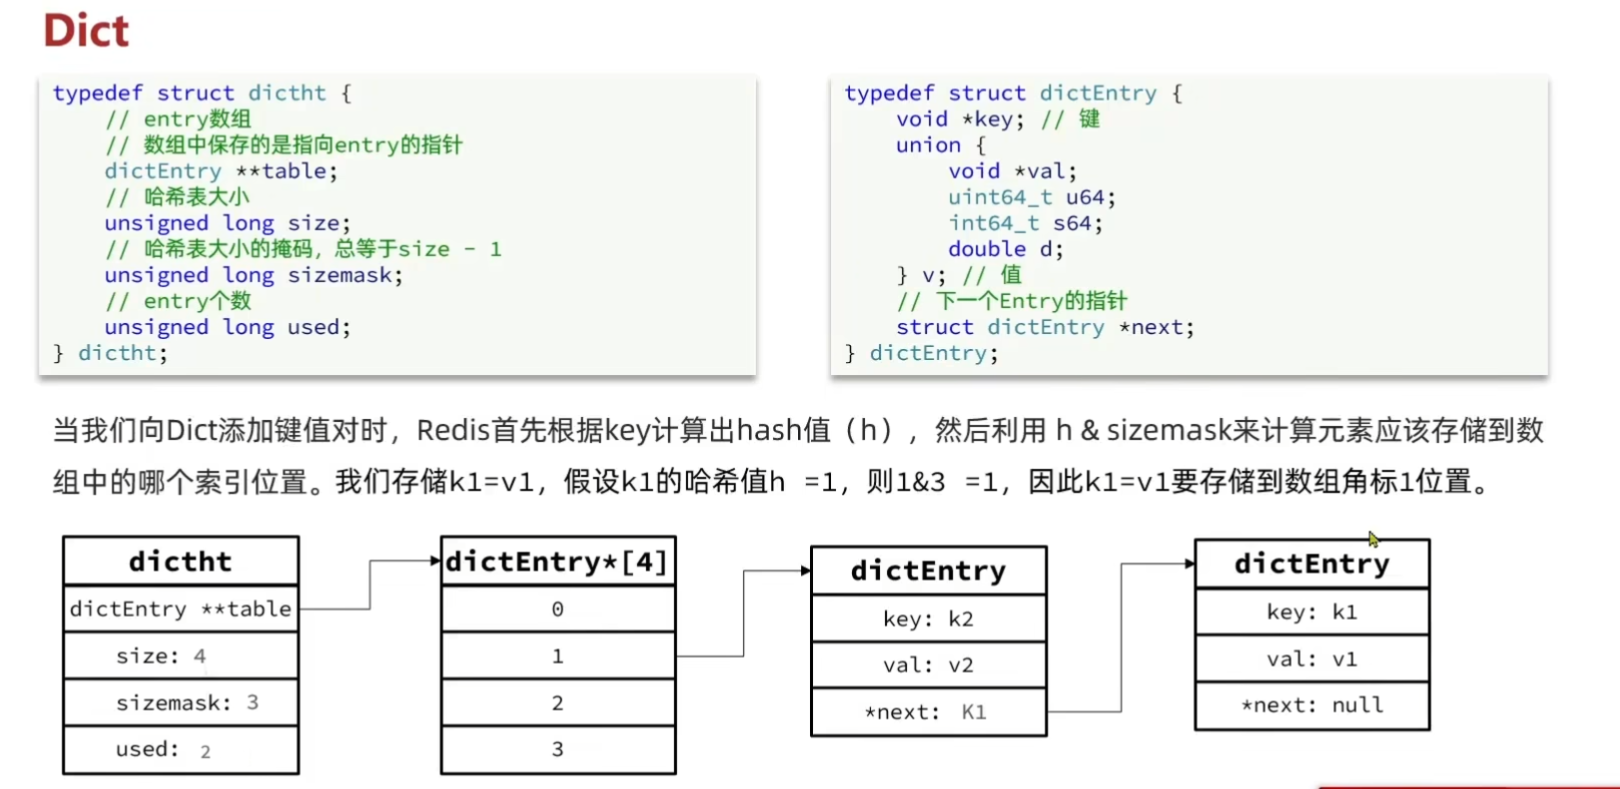 Dict
typedef struct dictht {
    // entry数组
    // 数组中保存的是指向entry的指针
    dictEntry **table;
    // 哈希表大小
    unsigned long size;
    // 哈希表大小的掩码，总等于size - 1
    unsigned long sizemask;
    // entry个数
    unsigned long used;
} dictht;
typedef struct dictEntry {
    void *key; // 键
    union {
        void *val;
        uint64_t u64;
        int64_t s64;
        double d;
    } v; // 值
    // 下一个Entry的指针
    struct dictEntry *next;
} dictEntry;
当我们向Dict添加键值对时，Redis首先根据key计算出hash值（h），然后利用 h & sizemask来计算元素应该存储到数
组中的哪个索引位置。我们存储k1=v1，假设k1的哈希值h =1，则1&3 =1，因此k1=v1要存储到数组角标1位置。
dictht
dictEntry **table
size: 4
sizemask: 3
used: 2
dictEntry*[4]
0
1
2
3
dictEntry
key: k2
val: v2
*next: K1
dictEntry
key: k1
val: v1
*next: null